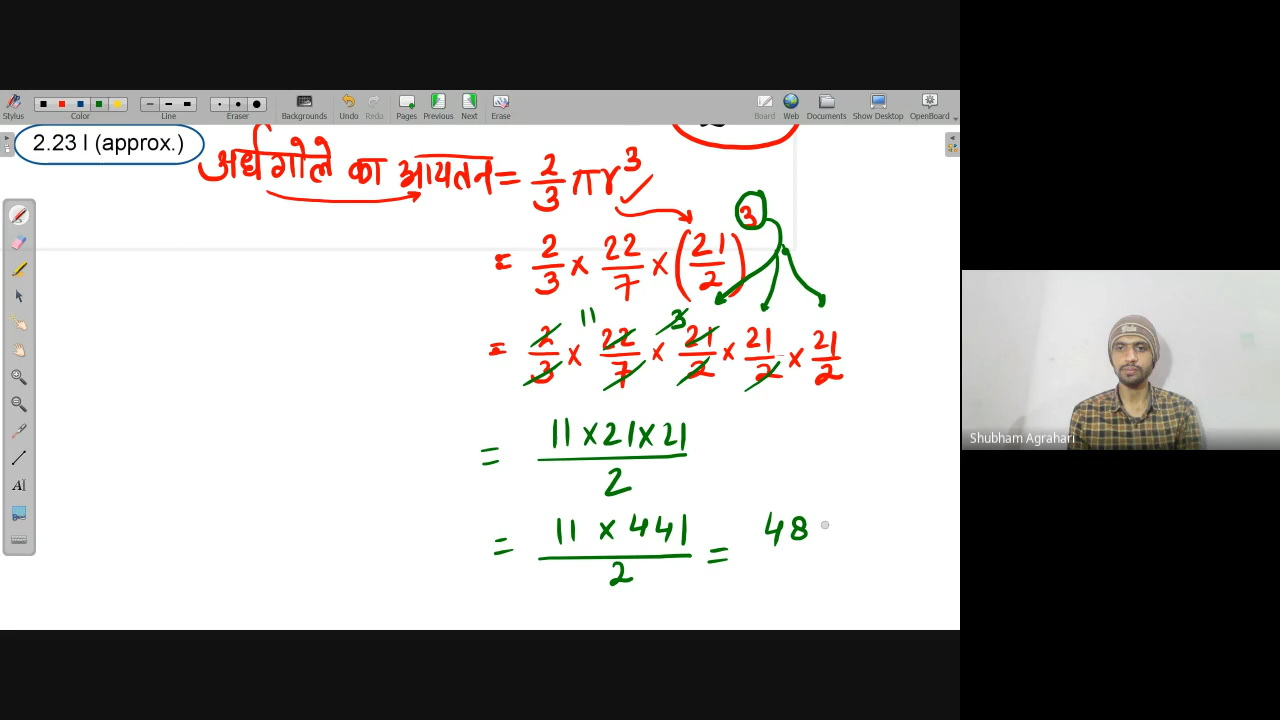 Stylus Color Line Eraser Backgrounds Undo Redo Pages Previous Next Erase Board Web Documents Show Desktop OpenBoard
2.23 l (approx.)
अर्धगोले का आयतन = 2/3 πr³
= 2/3 × 22/7 × (21/2)³
11 3
= 2/3 × 22/7 × 21/2 × 21/2 × 21/2
= 11 × 21 × 21 / 2
= 11 × 441 / 2 = 48
Shubham Agrahari